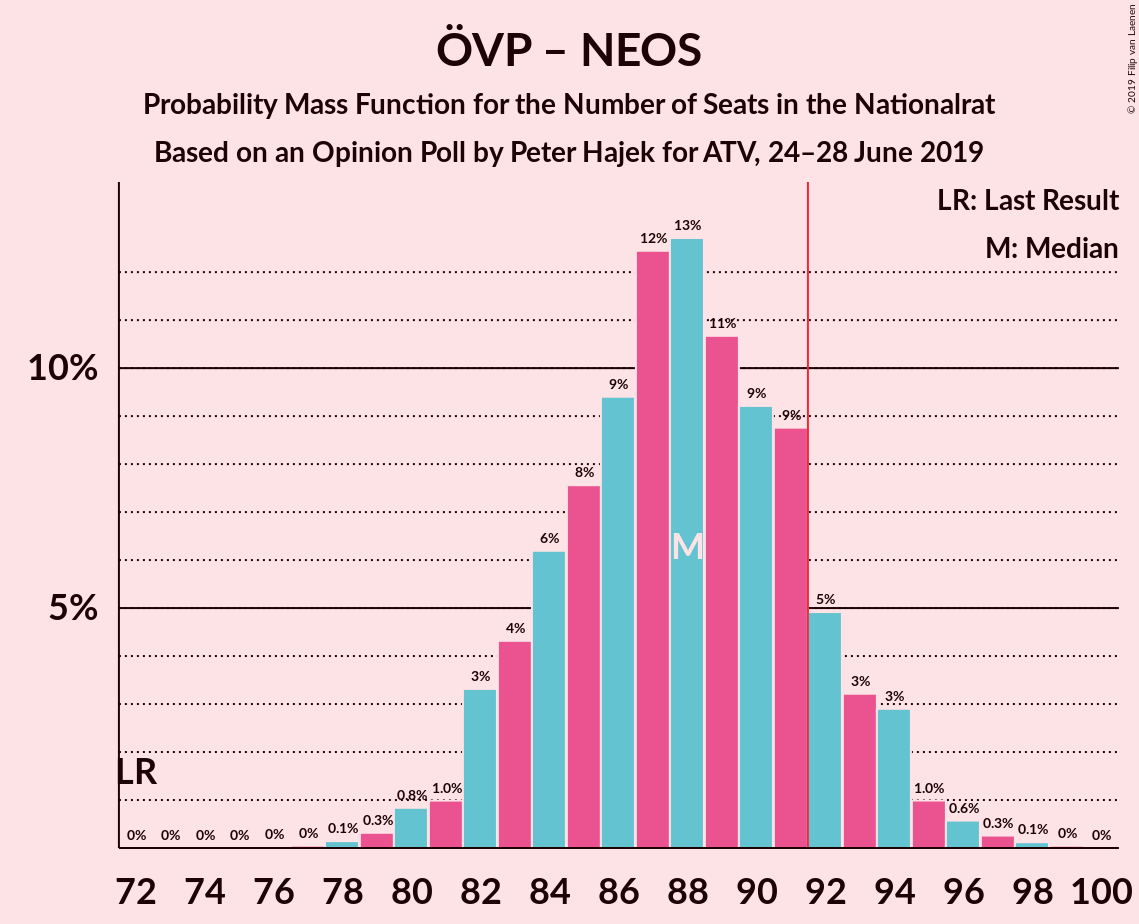 ÖVP – NEOS
Probability Mass Function for the Number of Seats in the Nationalrat
Based on an Opinion Poll by Peter Hajek for ATV, 24–28 June 2019
© 2019 Filip van Laenen
LR: Last Result
M: Median
10%
5%
0% 0% 0% 0% 0% 0% 0.1% 0.3% 0.8% 1.0% 3% 4% 6% 8% 9% 12% 13% 11% 9% 9% 5% 3% 3% 1.0% 0.6% 0.3% 0.1% 0% 0%
M
LR
72 74 76 78 80 82 84 86 88 90 92 94 96 98 100